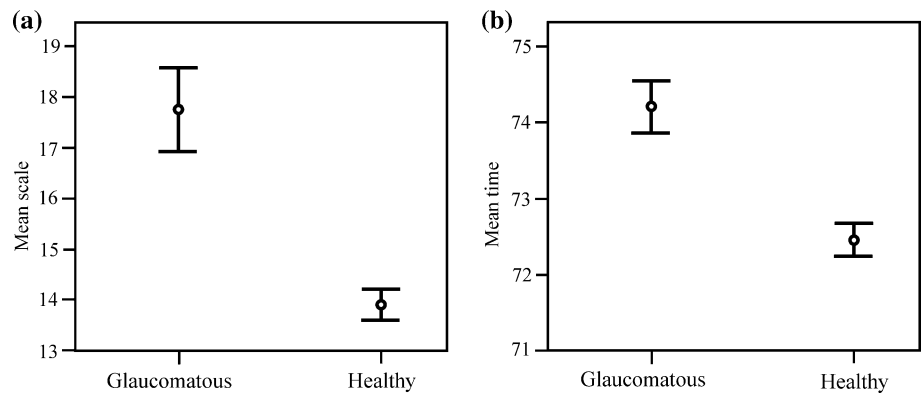 (a)
Mean scale
19
18
17
16
15
14
13
Glaucomatous Healthy
(b)
Mean time
75
74
73
72
71
Glaucomatous Healthy